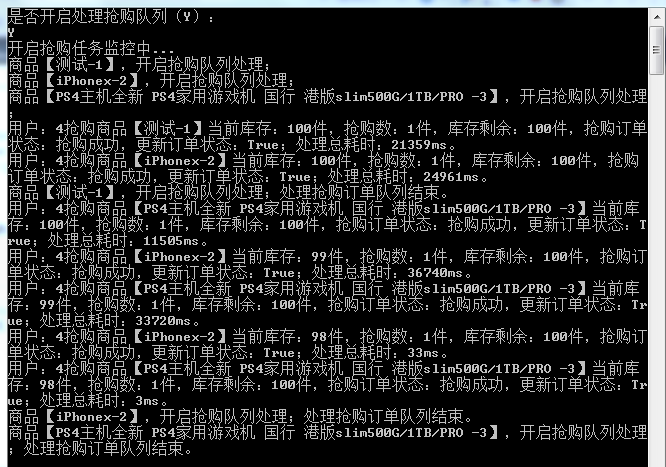 是否开启处理抢购队列（Y）：
Y
开启抢购任务监控中...
商品【测试-1】，开启抢购队列处理；
商品【iPhonex-2】，开启抢购队列处理；
商品【PS4主机全新 PS4家用游戏机 国行 港版slim500G/1TB/PRO -3】，开启抢购队列处理
；
用户：4抢购商品【测试-1】当前库存：100件，抢购数：1件，库存剩余：100件，抢购订单
状态：抢购成功，更新订单状态：True；处理总耗时：21359ms。
用户：4抢购商品【iPhonex-2】当前库存：100件，抢购数：1件，库存剩余：100件，抢购
订单状态：抢购成功，更新订单状态：True；处理总耗时：24961ms。
商品【测试-1】，开启抢购队列处理；处理抢购订单队列结束。
用户：4抢购商品【PS4主机全新 PS4家用游戏机 国行 港版slim500G/1TB/PRO -3】当前库
存：100件，抢购数：1件，库存剩余：100件，抢购订单状态：抢购成功，更新订单状态：T
rue；处理总耗时：11505ms。
用户：4抢购商品【iPhonex-2】当前库存：99件，抢购数：1件，库存剩余：100件，抢购订
单状态：抢购成功，更新订单状态：True；处理总耗时：36740ms。
用户：4抢购商品【PS4主机全新 PS4家用游戏机 国行 港版slim500G/1TB/PRO -3】当前库
存：99件，抢购数：1件，库存剩余：100件，抢购订单状态：抢购成功，更新订单状态：Tr
ue；处理总耗时：33720ms。
用户：4抢购商品【iPhonex-2】当前库存：98件，抢购数：1件，库存剩余：100件，抢购订
单状态：抢购成功，更新订单状态：True；处理总耗时：33ms。
用户：4抢购商品【PS4主机全新 PS4家用游戏机 国行 港版slim500G/1TB/PRO -3】当前库
存：98件，抢购数：1件，库存剩余：100件，抢购订单状态：抢购成功，更新订单状态：Tr
ue；处理总耗时：3ms。
商品【iPhonex-2】，开启抢购队列处理；处理抢购订单队列结束。
商品【PS4主机全新 PS4家用游戏机 国行 港版slim500G/1TB/PRO -3】，开启抢购队列处理
；处理抢购订单队列结束。